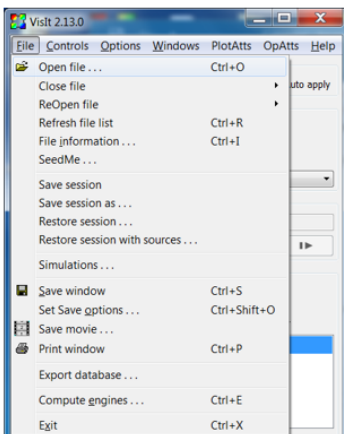 VisIt 2.13.0
File Controls Options Windows PlotAtts OpAtts Help
Open file ... Ctrl+O
Close file
uto apply
ReOpen file
Refresh file list Ctrl+R
File information ... Ctrl+I
SeedMe ...
Save session
Save session as ...
Restore session ...
Restore session with sources ...
Simulations ...
Save window Ctrl+S
Set Save options ... Ctrl+Shift+O
Save movie ...
Print window Ctrl+P
Export database ...
Compute engines ... Ctrl+E
Exit Ctrl+X